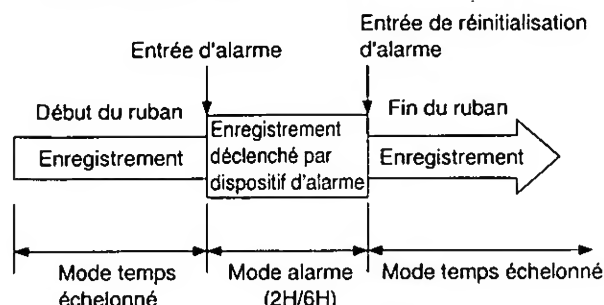 Entrée de réinitialisation
d'alarme
Entrée d'alarme
Début du ruban
Fin du ruban
Enregistrement
Enregistrement
déclenché par
dispositif d'alarme
Enregistrement
Mode temps
échelonné
Mode alarme
(2H/6H)
Mode temps échelonné